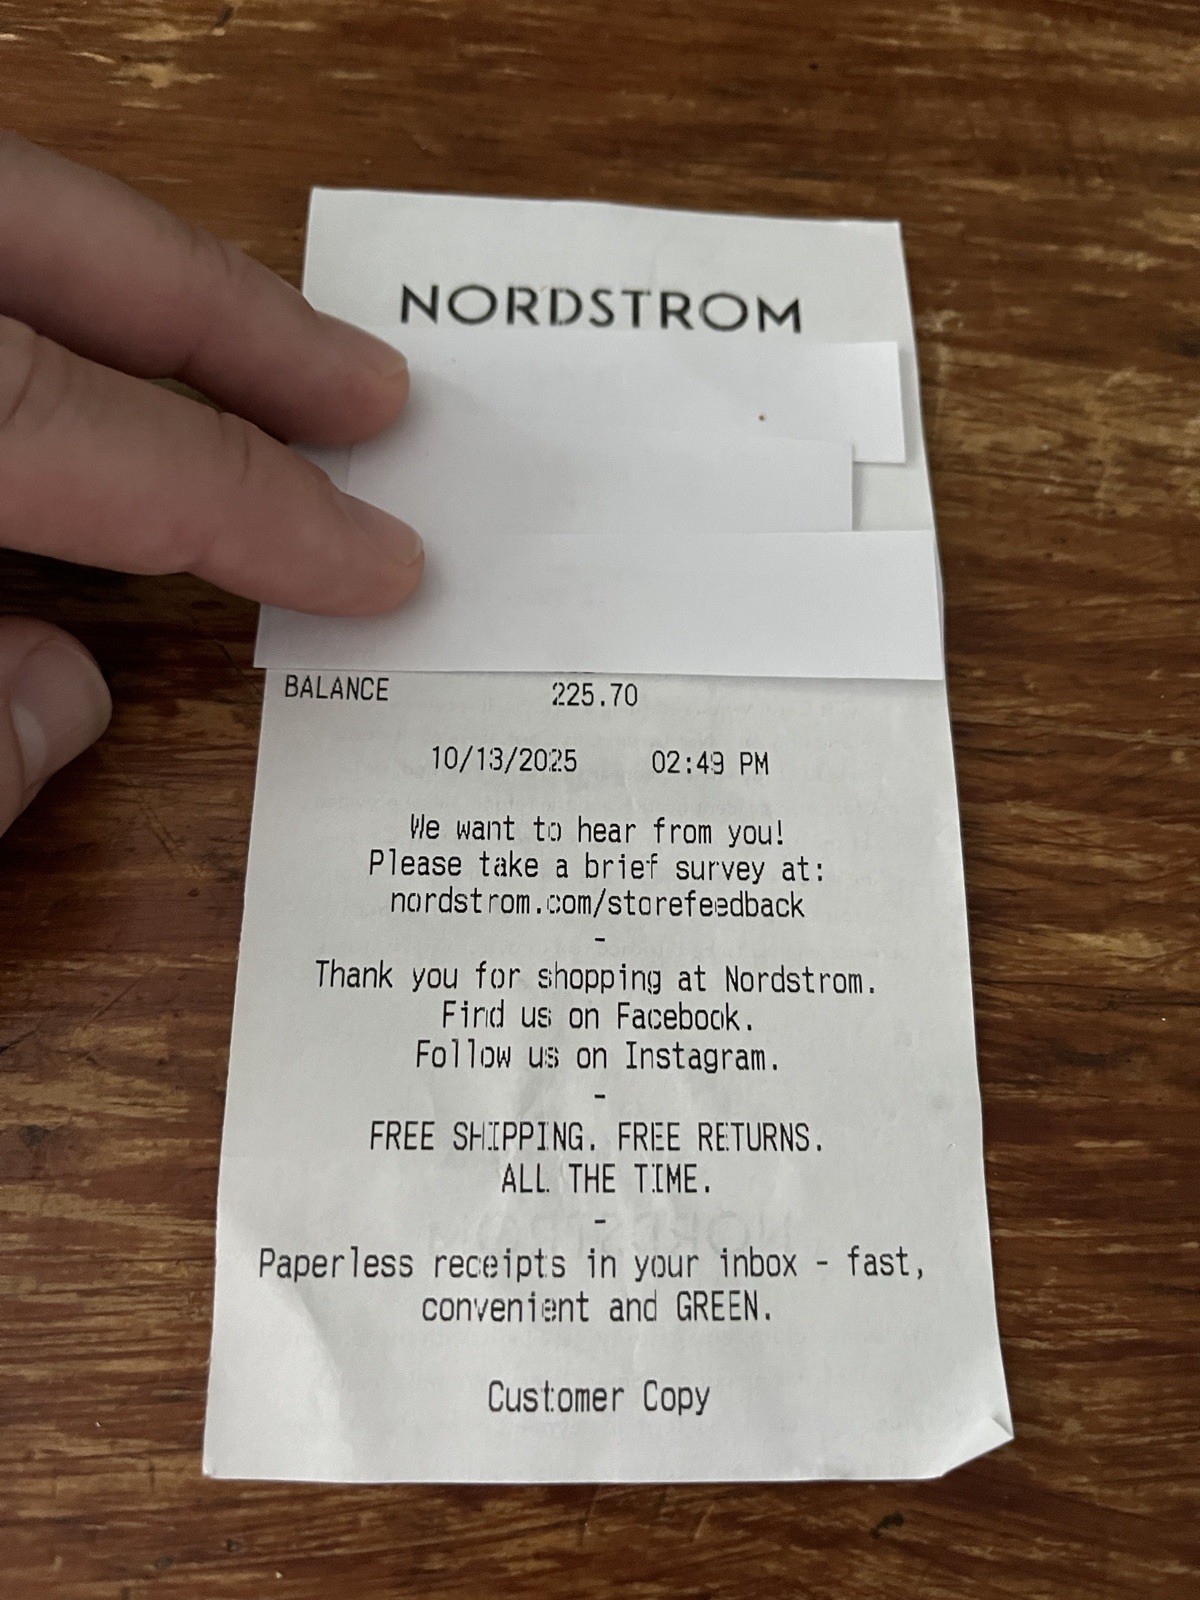 NORDSTROM
BALANCE 225.70
10/13/2025 02:49 PM
We want to hear from you!
Please take a brief survey at:
nordstrom.com/storefeedback
-
Thank you for shopping at Nordstrom.
Find us on Facebook.
Follow us on Instagram.
-
FREE SHIPPING. FREE RETURNS.
ALL THE TIME.
-
Paperless receipts in your inbox - fast,
convenient and GREEN.
Customer Copy